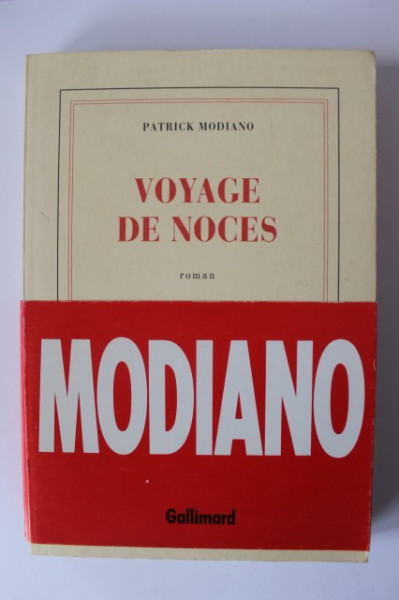 PATRICK MODIANO
VOYAGE
DE NOCES
roman
MODIANO
Gallimard